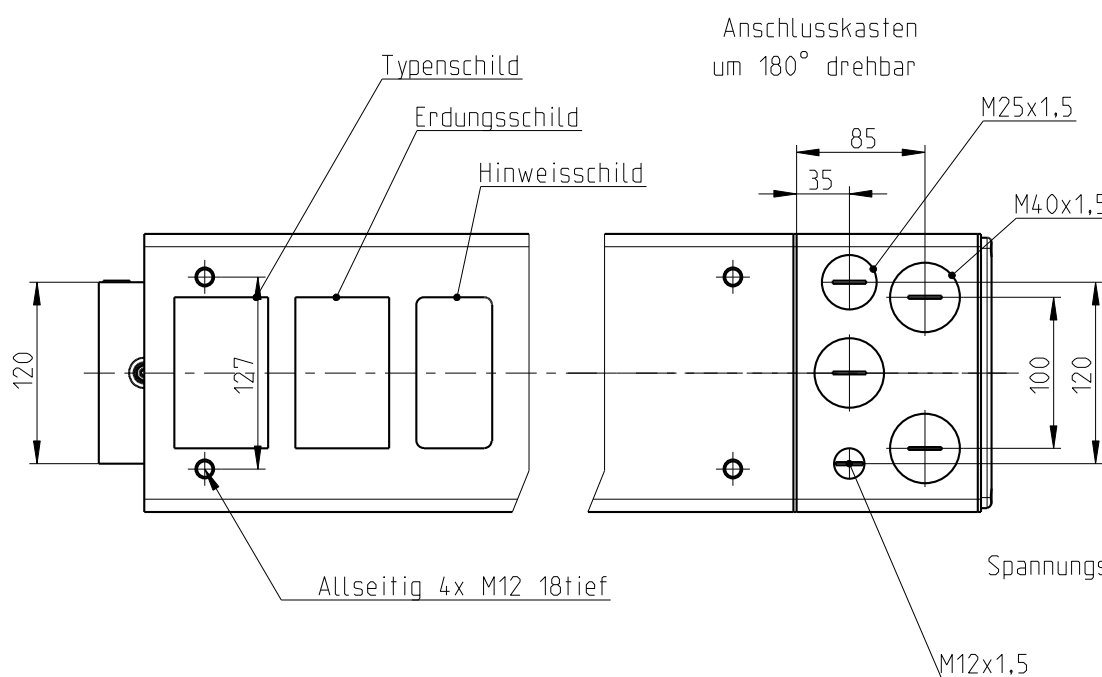 Anschlusskasten
um 180° drehbar
Typenschild
Erdungsschild
Hinweisschild
M25x1,5
85
35
M40x1,5
120
127
100
120
Allseitig 4x M12 18tief
Spannungs
M12x1,5